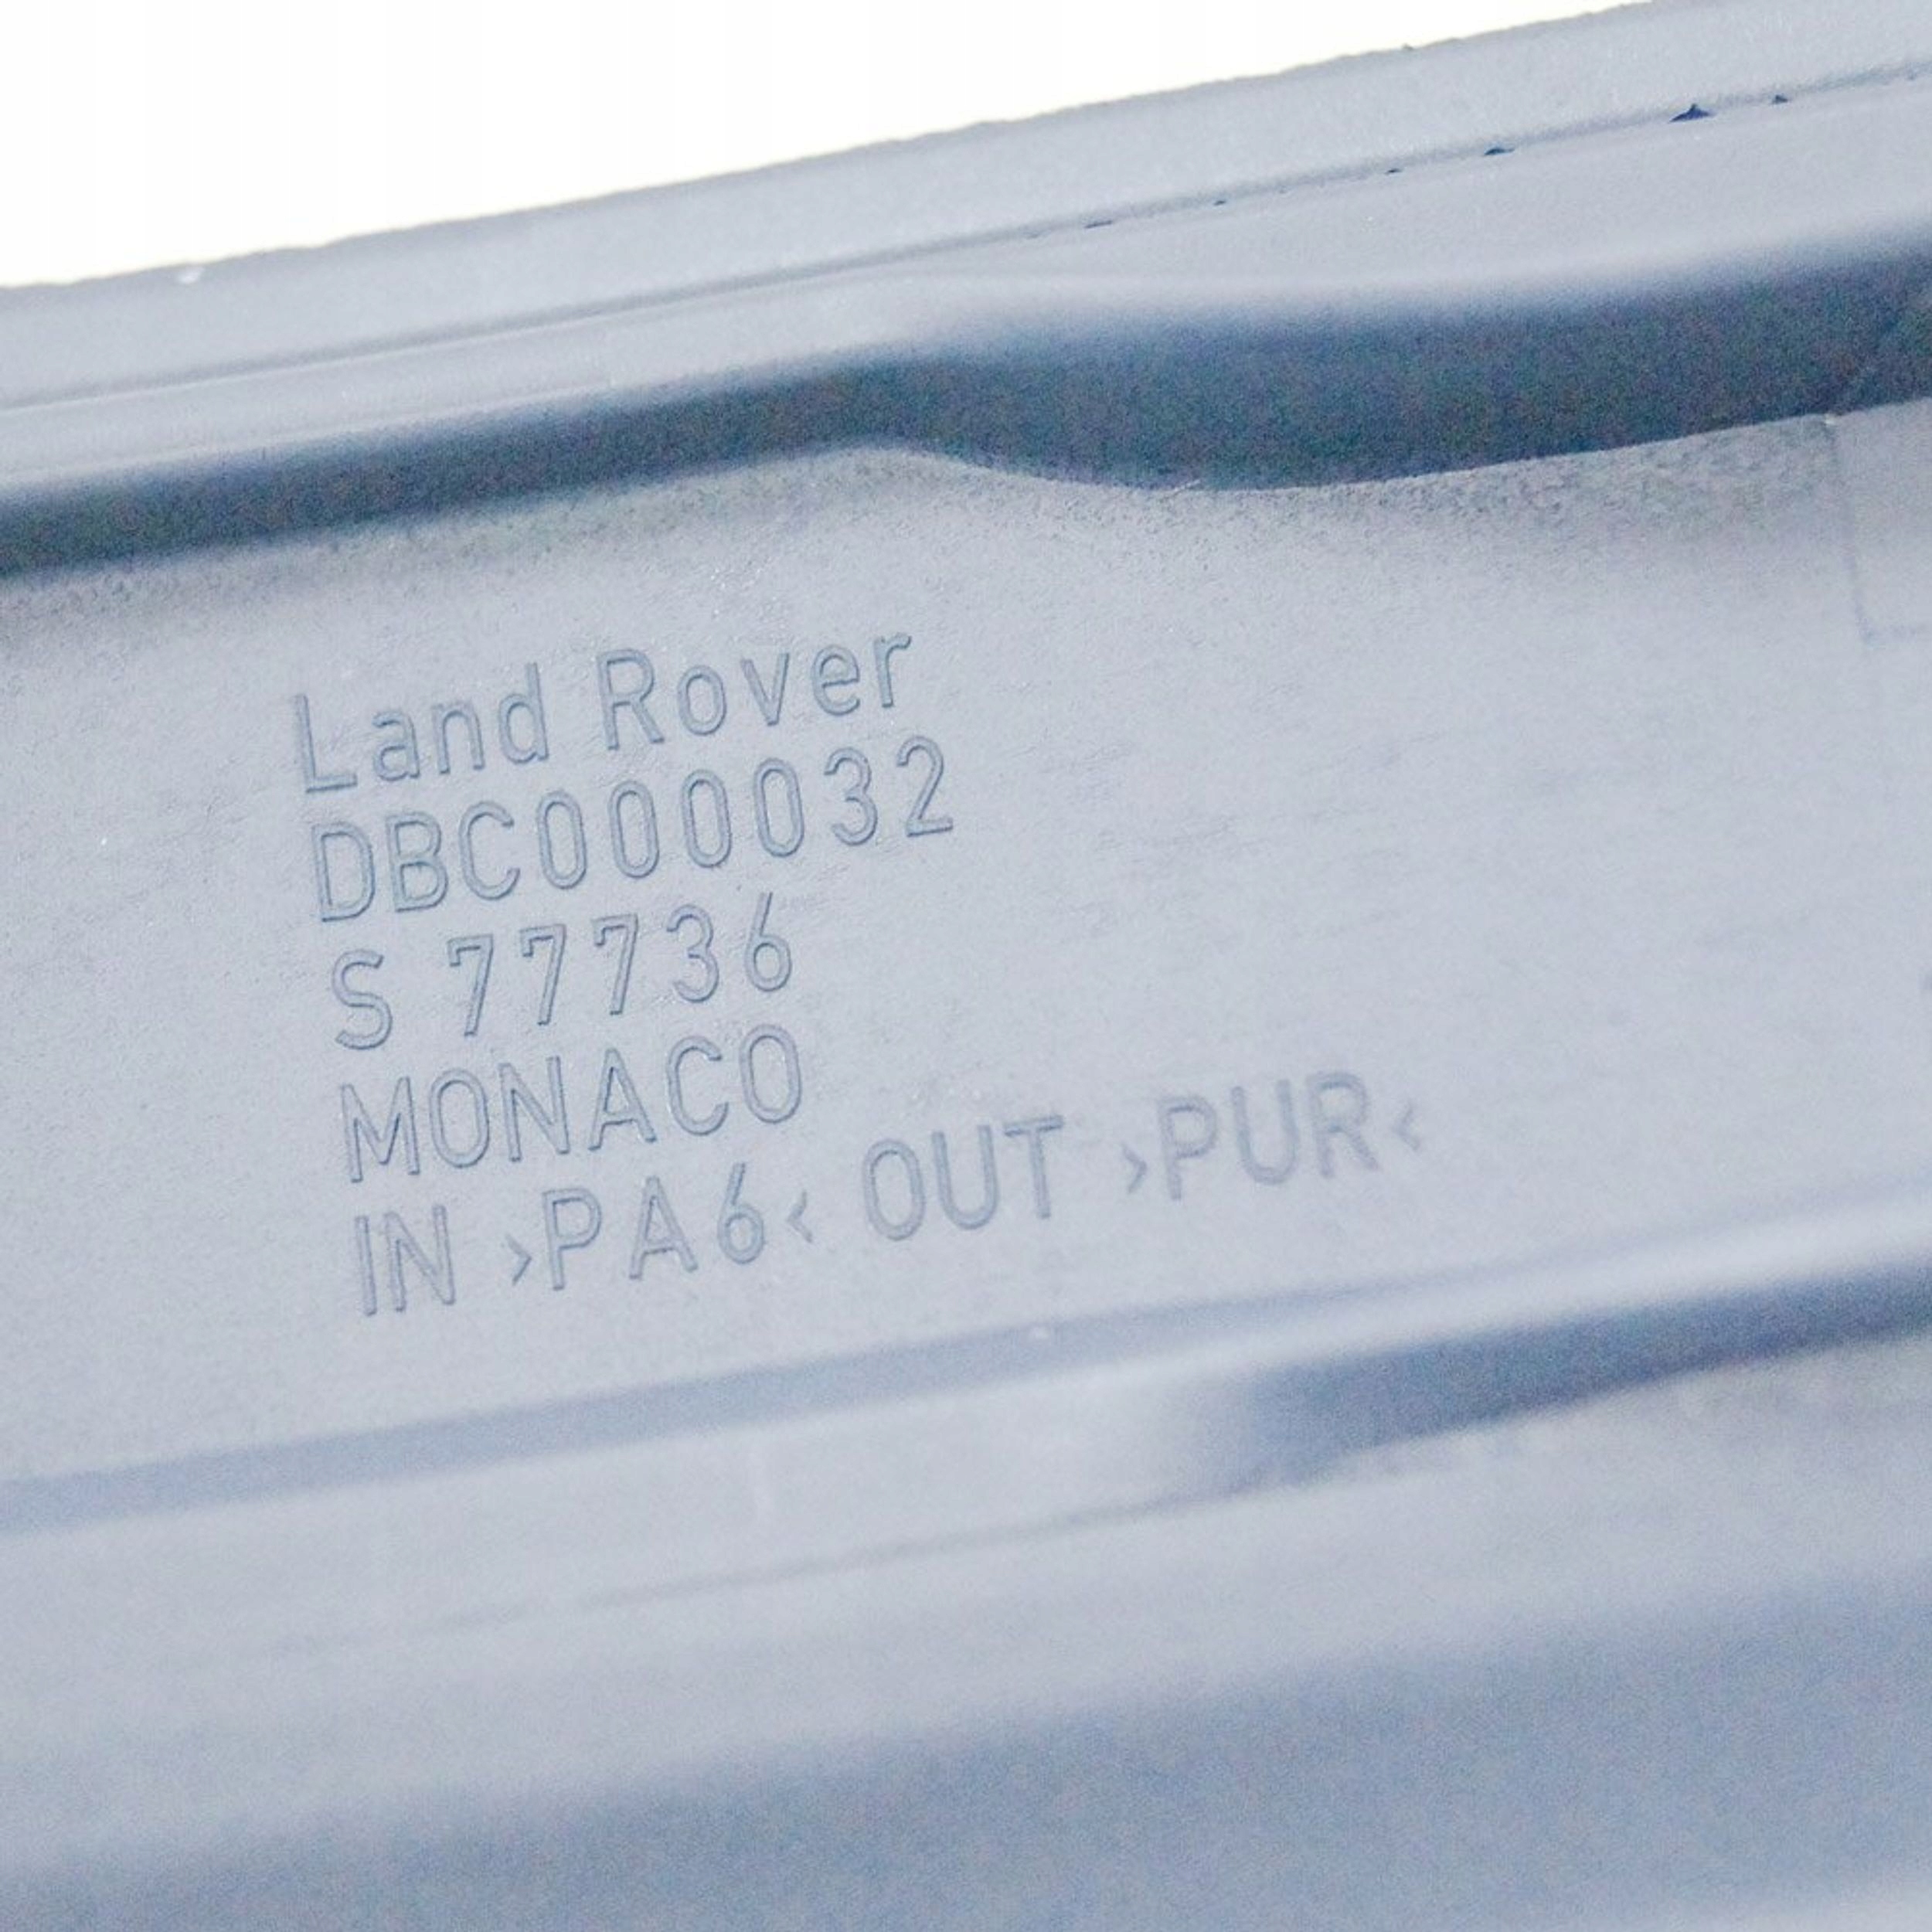 Land Rover
DBC000032
S 77736
MONACO
IN >PA6< OUT >PUR<